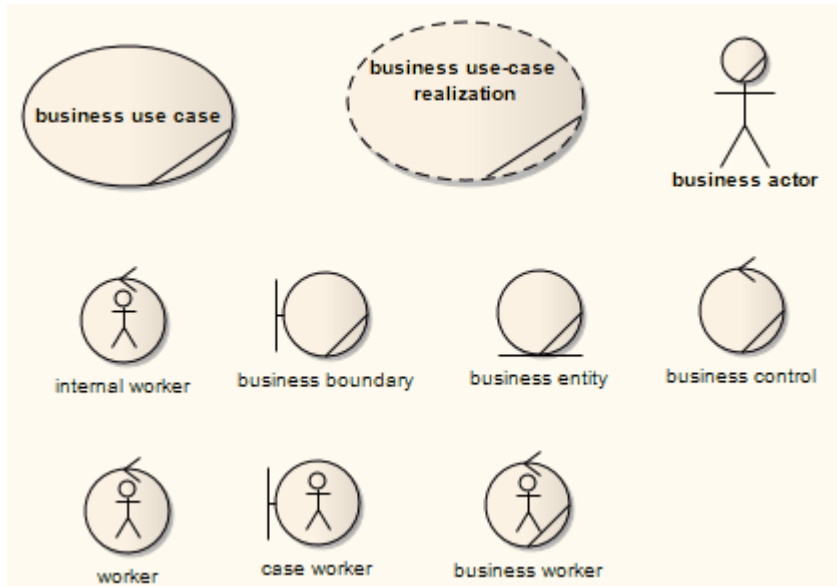 business use case
business use-case
realization
business actor
internal worker
business boundary
business entity
business control
worker
case worker
business worker